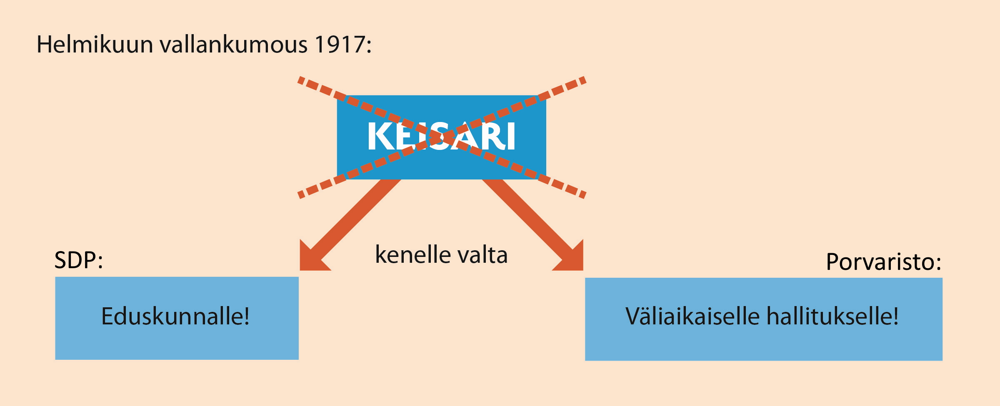 Helmikuun vallankumous 1917:
KEISARI
kenelle valta
SDP:
Porvaristo:
Eduskunnalle!
Väliaikaiselle hallitukselle!